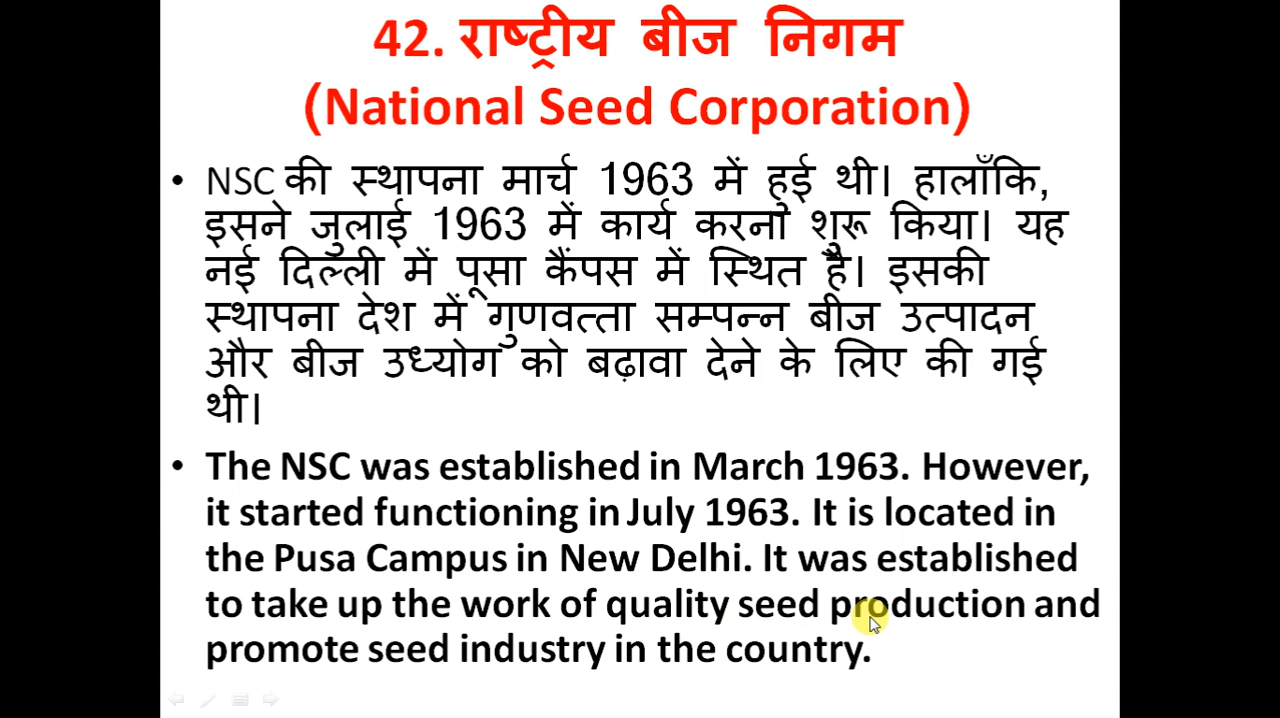 42. राष्ट्रीय बीज निगम
(National Seed Corporation)
• NSC की स्थापना मार्च 1963 में हुई थी। हालाँकि,
इसने जुलाई 1963 में कार्य करना शुरू किया। यह
नई दिल्ली में पूसा कैंपस में स्थित है। इसकी
स्थापना देश में गुणवत्ता सम्पन्न बीज उत्पादन
और बीज उध्योग को बढ़ावा देने के लिए की गई
थी।
• The NSC was established in March 1963. However,
it started functioning in July 1963. It is located in
the Pusa Campus in New Delhi. It was established
to take up the work of quality seed production and
promote seed industry in the country.